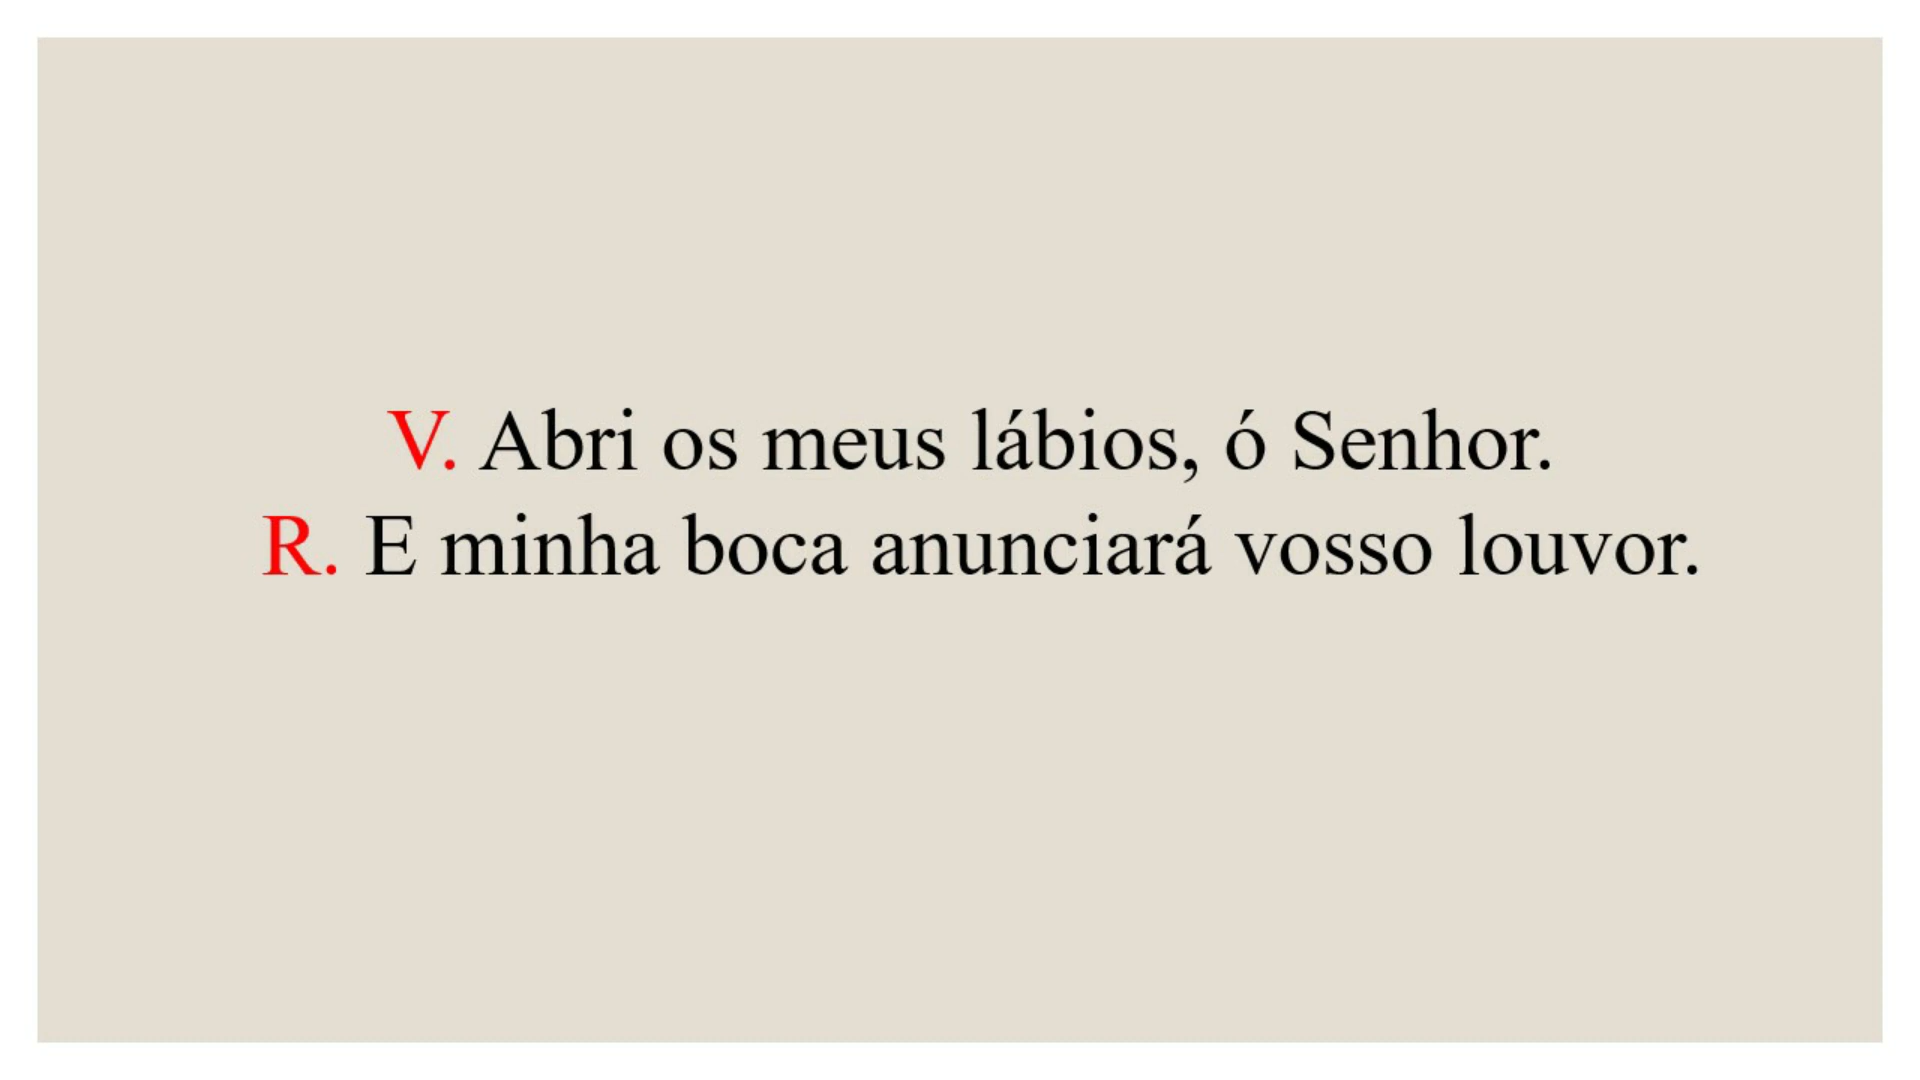 V. Abri os meus lábios, ó Senhor.
R. E minha boca anunciará vosso louvor.